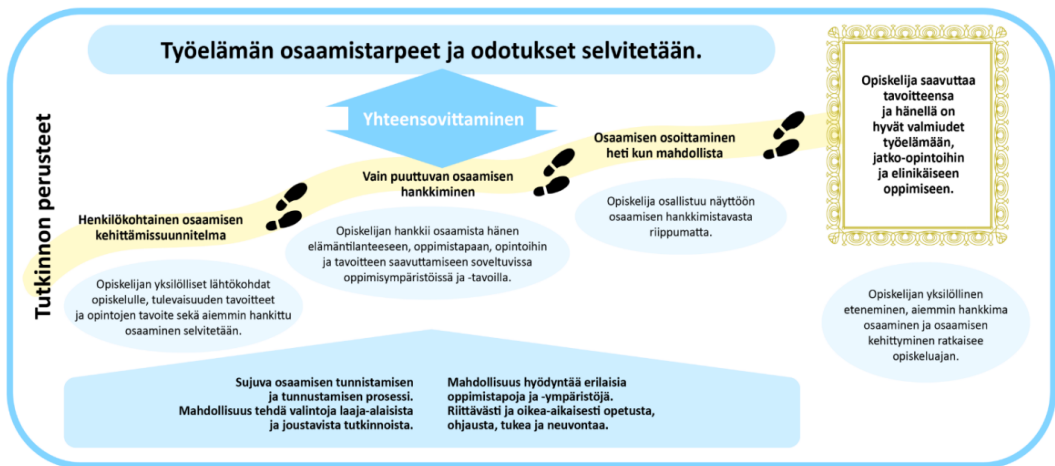 Työelämän osaamistarpeet ja odotukset selvitetään.
Yhteensovittaminen
Tutkinnon perusteet
Henkilökohtainen osaamisen
kehittämissuunnitelma
Opiskelijan yksilölliset lähtökohdat
opiskelulle, tulevaisuuden tavoitteet
ja opintojen tavoite sekä aiemmin hankittu
osaaminen selvitetään.
Vain puuttuvan osaamisen
hankkiminen
Opiskelijan hankkii osaamista hänen
elämäntilanteeseen, oppimistapaan, opintoihin
ja tavoitteen saavuttamiseen soveltuvissa
oppimisympäristöissä ja -tavoilla.
Osaamisen osoittaminen
heti kun mahdollista
Opiskelija osallistuu näyttöön
osaamisen hankkimistavasta
riippumatta.
Opiskelija saavuttaa
tavoitteensa
ja hänellä on
hyvät valmiudet
työelämään,
jatko-opintoihin
ja elinikäiseen
oppimiseen.
Opiskelijan yksilöllinen
eteneminen, aiemmin hankkima
osaaminen ja osaamisen
kehittyminen ratkaisee
opiskeluajan.
Sujuva osaamisen tunnistamisen
ja tunnustamisen prosessi.
Mahdollisuus tehdä valintoja laaja-alaisista
ja joustavista tutkinnoista.
Mahdollisuus hyödyntää erilaisia
oppimistapoja ja -ympäristöjä.
Riittävästi ja oikea-aikaisesti opetusta,
ohjausta, tukea ja neuvontaa.